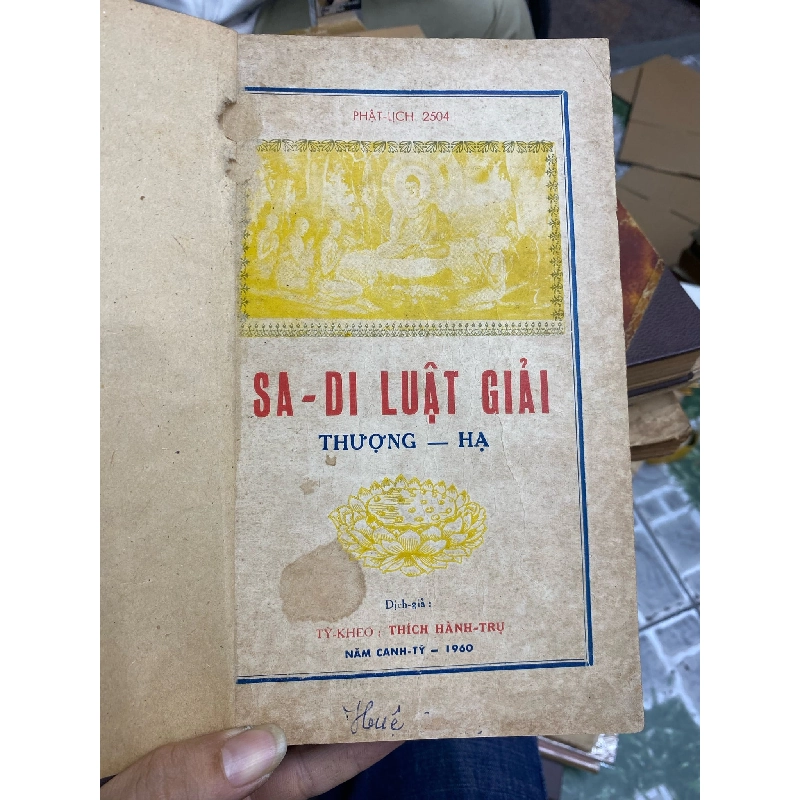 PHẬT-LỊCH 2504
SA-DI LUẬT GIẢI
THƯỢNG — HẠ
Dịch-giả :
TỲ-KHEO : THÍCH HÀNH-TRỤ
NĂM CANH-TÝ — 1960
Huế